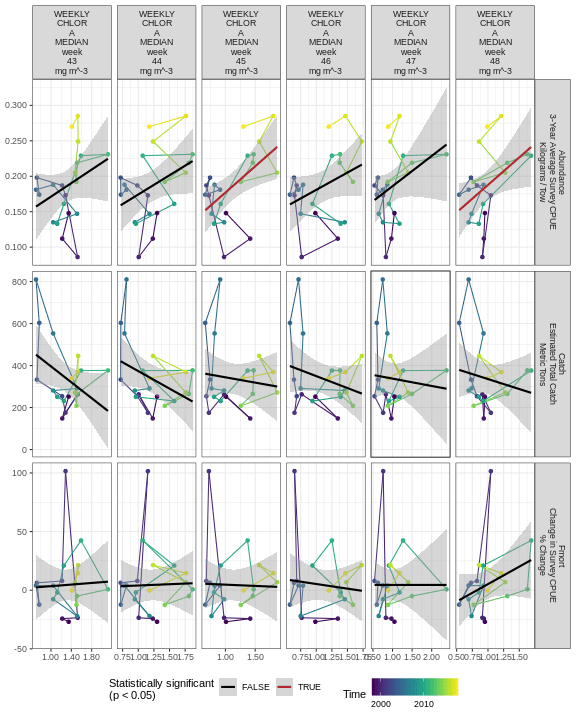 WEEKLY
CHLOR
A
MEDIAN
week
43
mg m^-3
WEEKLY
CHLOR
A
MEDIAN
week
44
mg m^-3
WEEKLY
CHLOR
A
MEDIAN
week
45
mg m^-3
WEEKLY
CHLOR
A
MEDIAN
week
46
mg m^-3
WEEKLY
CHLOR
A
MEDIAN
week
47
mg m^-3
WEEKLY
CHLOR
A
MEDIAN
week
48
mg m^-3
0.300
0.250
0.200
0.150
0.100
Abundance
3-Year Average Survey CPUE
Kilograms / Tow
800
600
400
200
0
Catch
Estimated Total Catch
Metric Tons
100
50
0
-50
Fmort
Change in Survey CPUE
% Change
1.00 1.40 1.80
0.75 1.00 1.25 1.50 1.75
1.00 1.50
0.75 1.00 1.25 1.50 1.75
0.50 1.00 1.50 2.00
0.50 0.75 1.00 1.25 1.50
Statistically significant
(p < 0.05)
FALSE
TRUE
Time
2000 2010